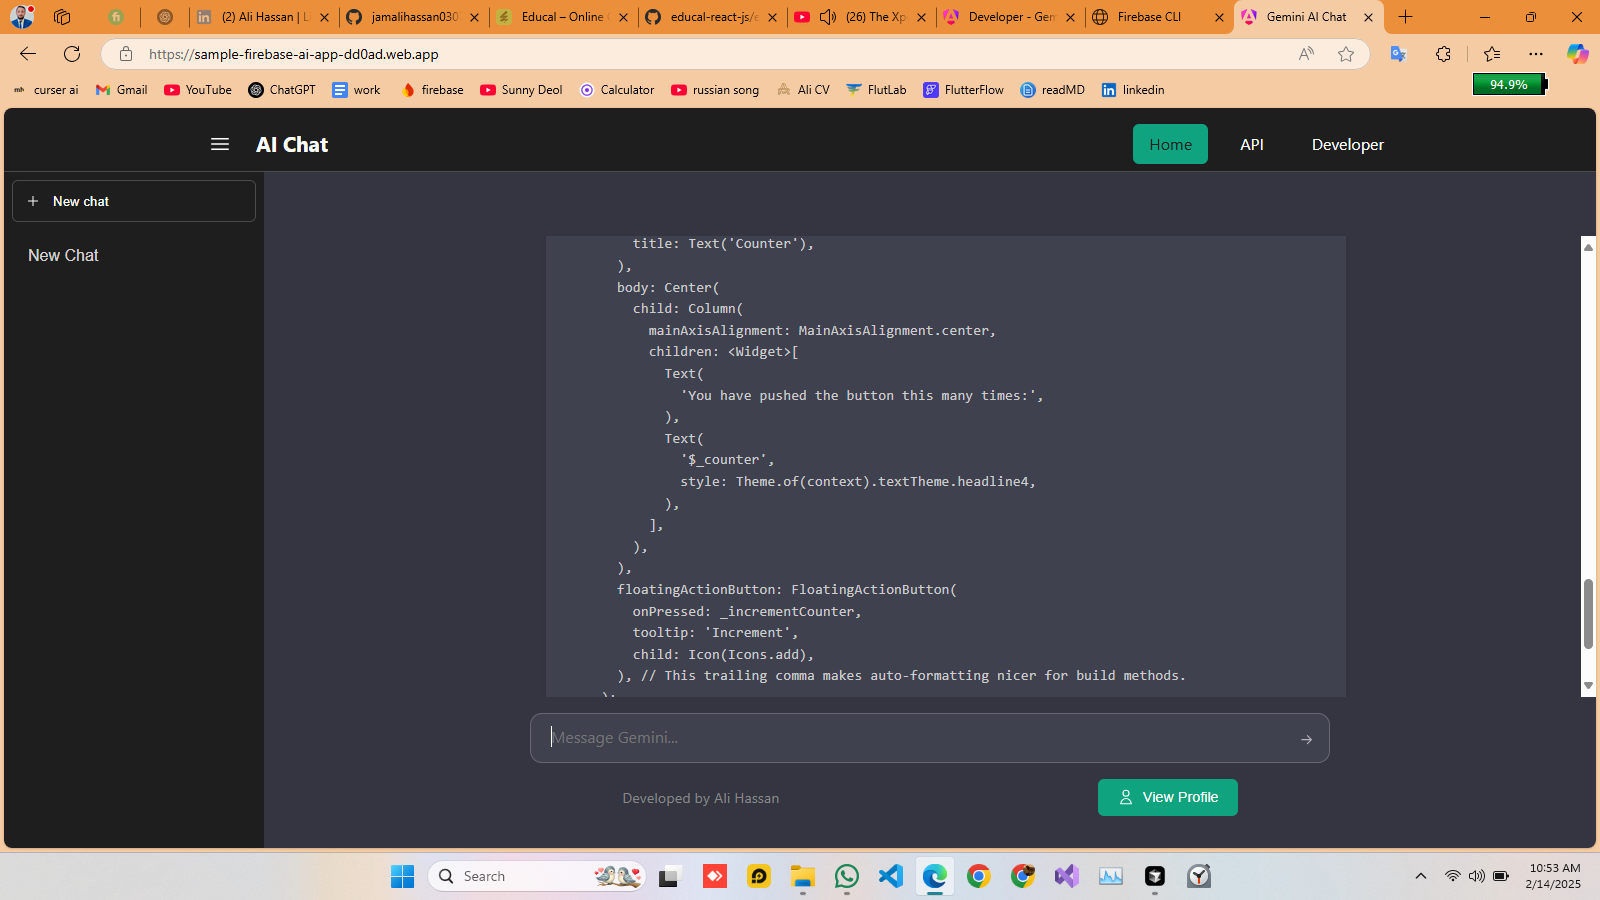 (2) Ali Hassan | Li
jamalihassan030
Educal – Online
educal-react-js/e
(26) The Xp
Developer - Gem
Firebase CLI
Gemini AI Chat
https://sample-firebase-ai-app-dd0ad.web.app
curser ai
Gmail
YouTube
ChatGPT
work
firebase
Sunny Deol
Calculator
russian song
Ali CV
FlutLab
FlutterFlow
readMD
linkedin
94.9%
AI Chat
Home
API
Developer
New chat
New Chat
title: Text('Counter'),
),
body: Center(
child: Column(
mainAxisAlignment: MainAxisAlignment.center,
children: <Widget>[
Text(
'You have pushed the button this many times:',
),
Text(
'$_counter',
style: Theme.of(context).textTheme.headline4,
),
],
),
),
floatingActionButton: FloatingActionButton(
onPressed: _incrementCounter,
tooltip: 'Increment',
child: Icon(Icons.add),
), // This trailing comma makes auto-formatting nicer for build methods.
);
Message Gemini...
Developed by Ali Hassan
View Profile
Search
10:53 AM
2/14/2025